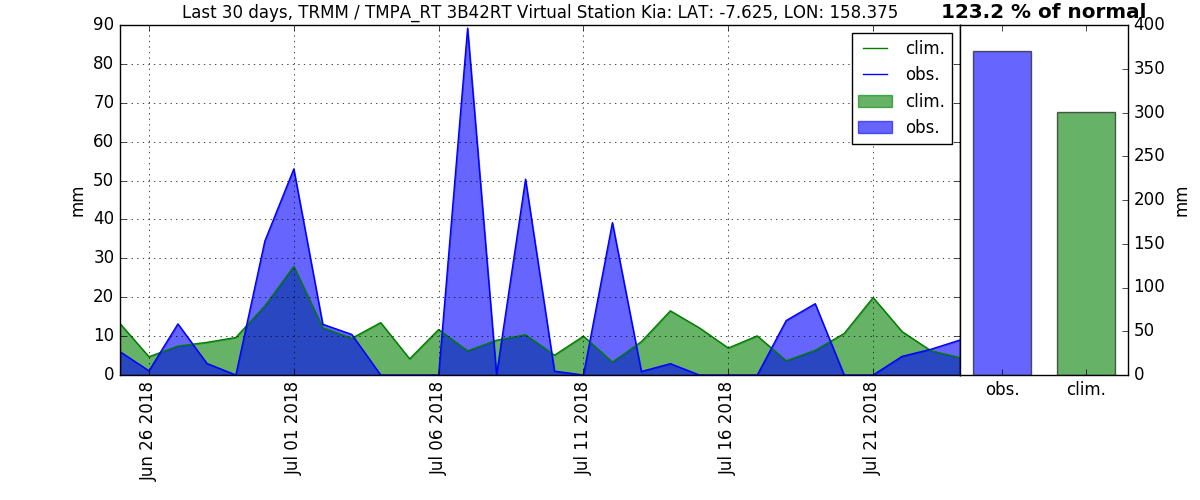 Last 30 days, TRMM / TMPA_RT 3B42RT Virtual Station Kia: LAT: -7.625, LON: 158.375
123.2 % of normal
90
80
70
60
50
40
30
20
10
0
mm
clim.
obs.
clim.
obs.
Jun 26 2018
Jul 01 2018
Jul 06 2018
Jul 11 2018
Jul 16 2018
Jul 21 2018
400
350
300
250
200
150
100
50
0
mm
obs.
clim.